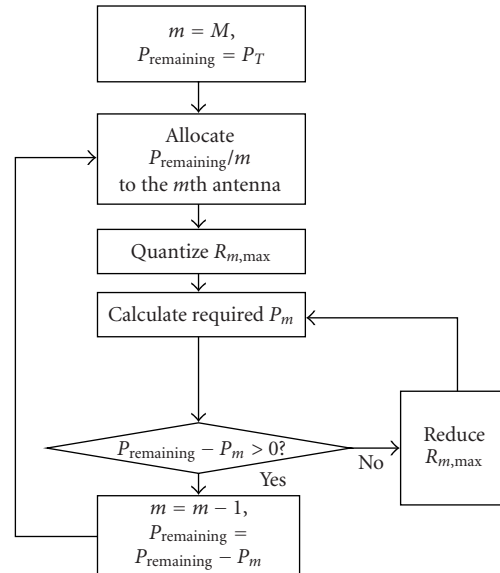 m = M,
P_remaining = P_T
Allocate
P_remaining/m
to the mth antenna
Quantize R_m,max
Calculate required P_m
P_remaining − P_m > 0?
No
Reduce
R_m,max
Yes
m = m − 1,
P_remaining =
P_remaining − P_m